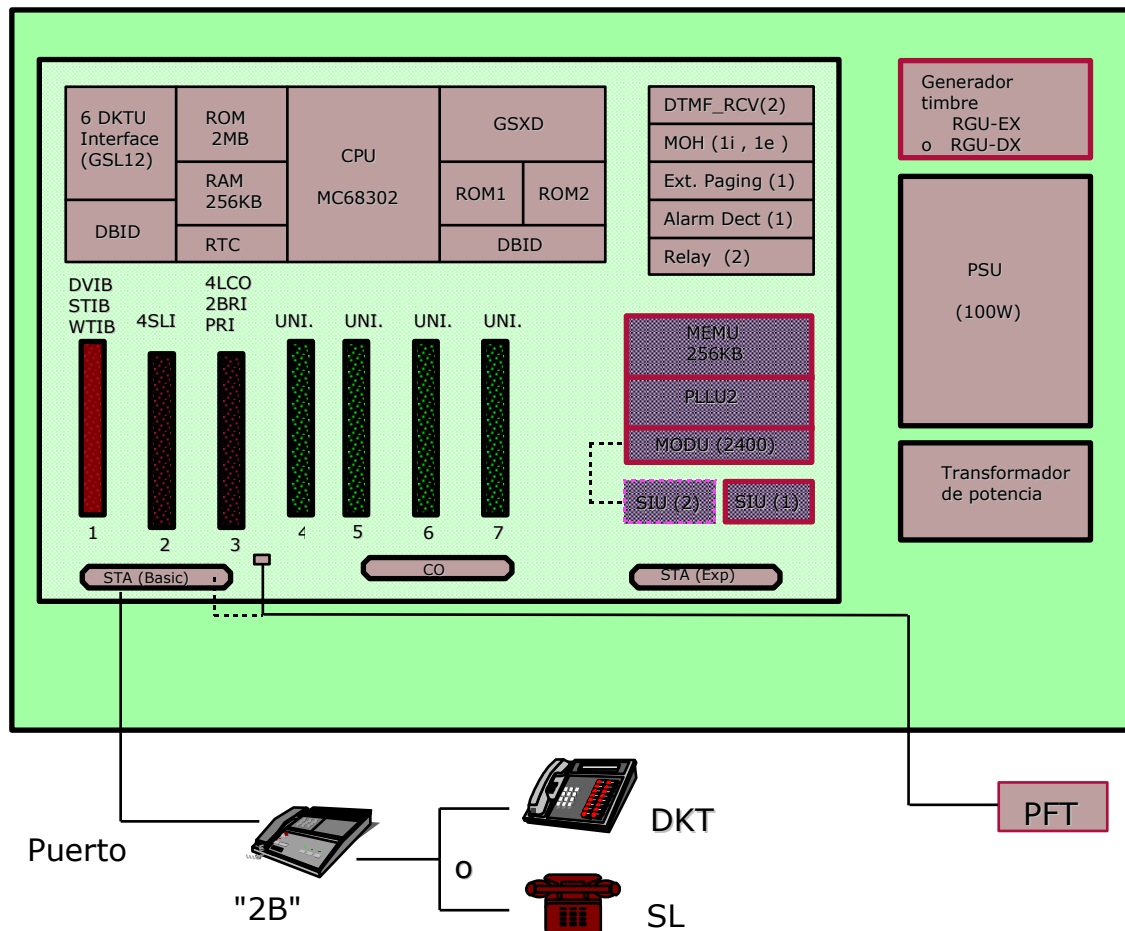 6 DKTU
Interface
(GSL12)
DBID
ROM
2MB
RAM
256KB
RTC
CPU
MC68302
GSXD
ROM1
ROM2
DBID
DTMF_RCV(2)
MOH (1i , 1e )
Ext. Paging (1)
Alarm Dect (1)
Relay (2)
Generador
timbre
RGU-EX
o RGU-DX
PSU
(100W)
Transformador
de potencia
DVIB
STIB
WTIB
4SLI
4LCO
2BRI
PRI
UNI.
UNI.
UNI.
UNI.
MEMU
256KB
PLLU2
MODU (2400)
SIU (2)
SIU (1)
1
2
3
4
5
6
7
STA (Basic)
CO
STA (Exp)
Puerto
"2B"
o
DKT
SL
PFT